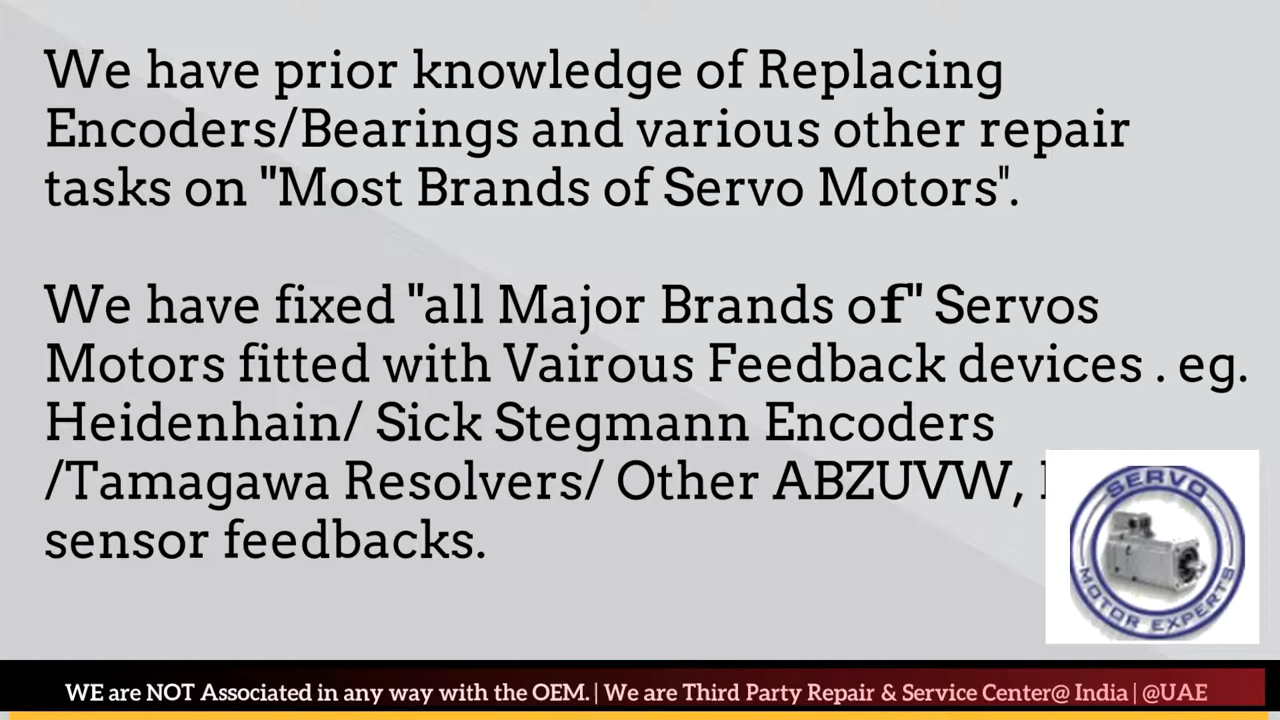 We have prior knowledge of Replacing
Encoders/Bearings and various other repair
tasks on "Most Brands of Servo Motors".
We have fixed "all Major Brands of" Servos
Motors fitted with Vairous Feedback devices . eg.
Heidenhain/ Sick Stegmann Encoders
/Tamagawa Resolvers/ Other ABZUVW,
sensor feedbacks.
SERVO
MOTOR EXPERTS
WE are NOT Associated in any way with the OEM. | We are Third Party Repair & Service Center@ India | @UAE